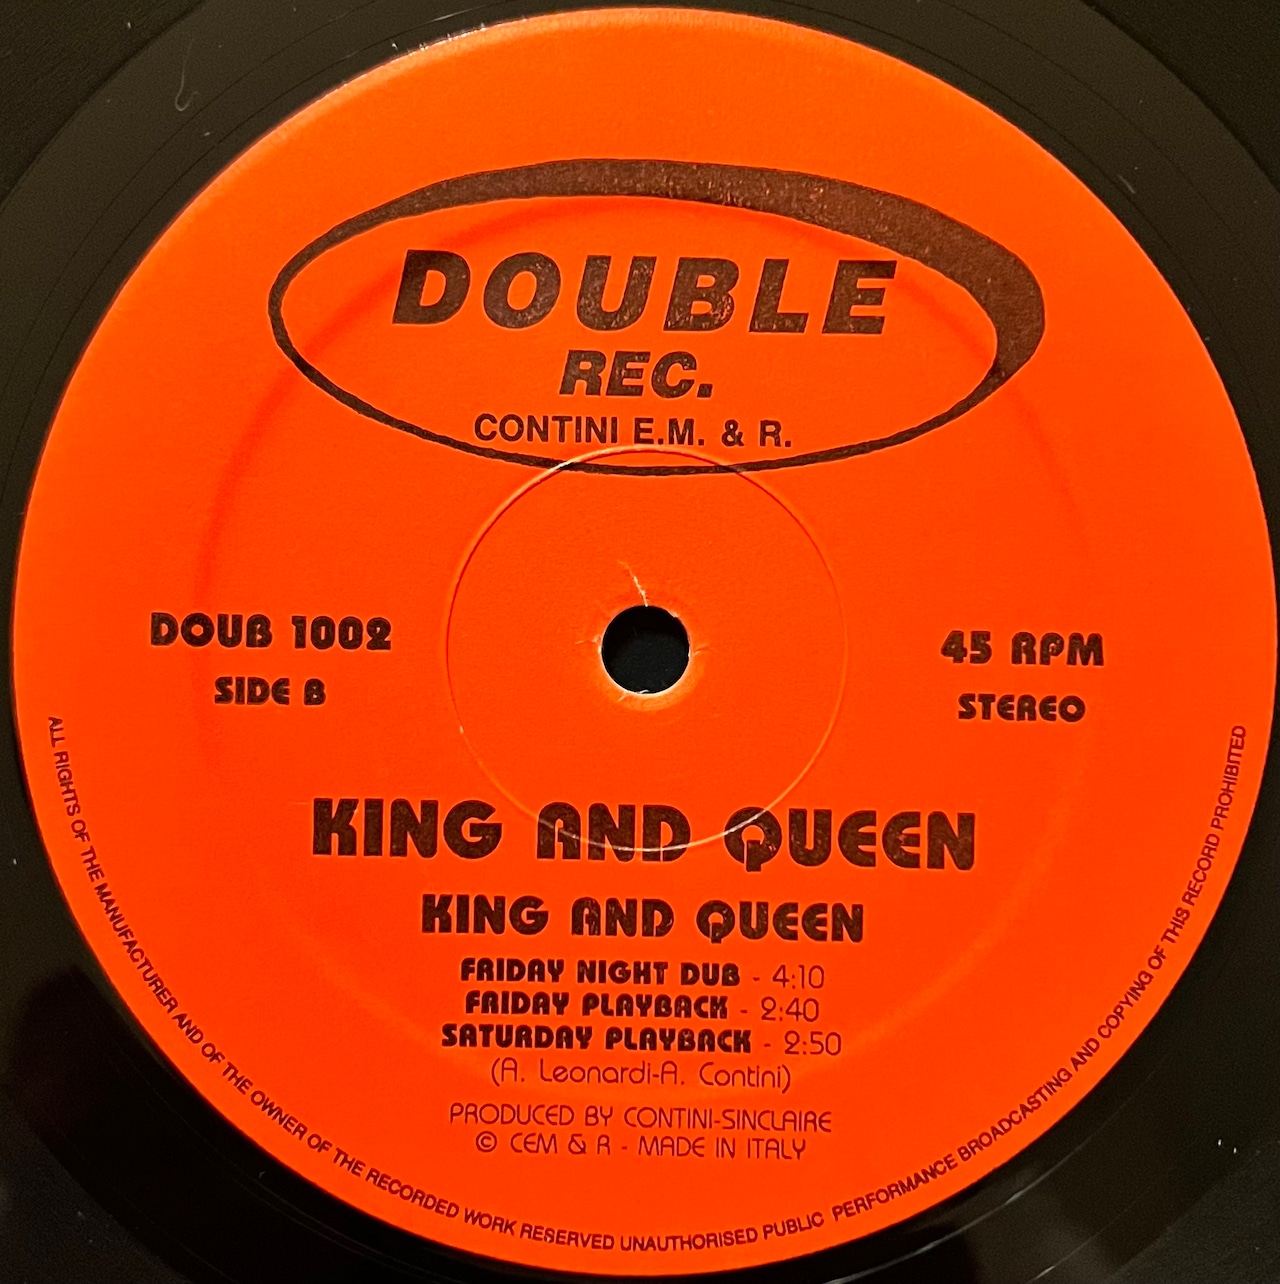 DOUBLE
REC.
CONTINI E.M. & R.
DOUB 1002
SIDE B
45 RPM
STEREO
KING AND QUEEN
KING AND QUEEN
FRIDAY NIGHT DUB - 4:10
FRIDAY PLAYBACK - 2:40
SATURDAY PLAYBACK - 2:50
(A. Leonardi-A. Contini)
PRODUCED BY CONTINI-SINCLAIRE
© CEM & R - MADE IN ITALY
ALL RIGHTS OF THE MANUFACTURER AND OF THE OWNER OF THE RECORDED WORK RESERVED UNAUTHORISED PUBLIC PERFORMANCE BROADCASTING AND COPYING OF THIS RECORD PROHIBITED